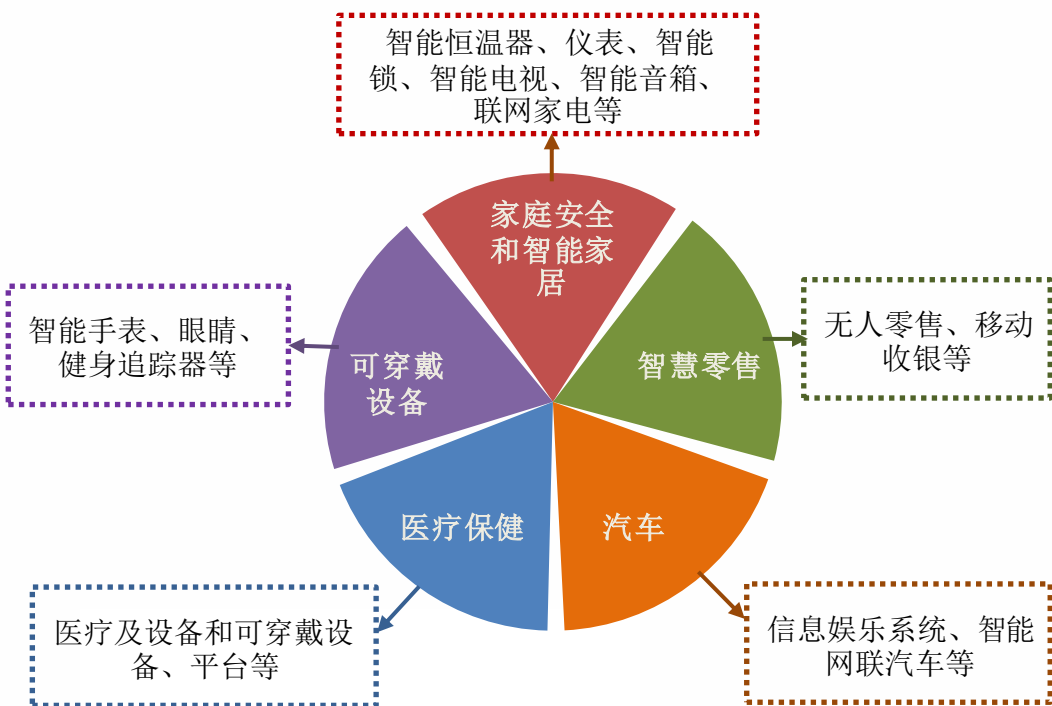 智能恒温器、仪表、智能
锁、智能电视、智能音箱、
联网家电等
家庭安全
和智能家
居
智能手表、眼睛、
健身追踪器等
可穿戴
设备
智慧零售
无人零售、移动
收银等
医疗保健
汽车
医疗及设备和可穿戴设
备、平台等
信息娱乐系统、智能
网联汽车等